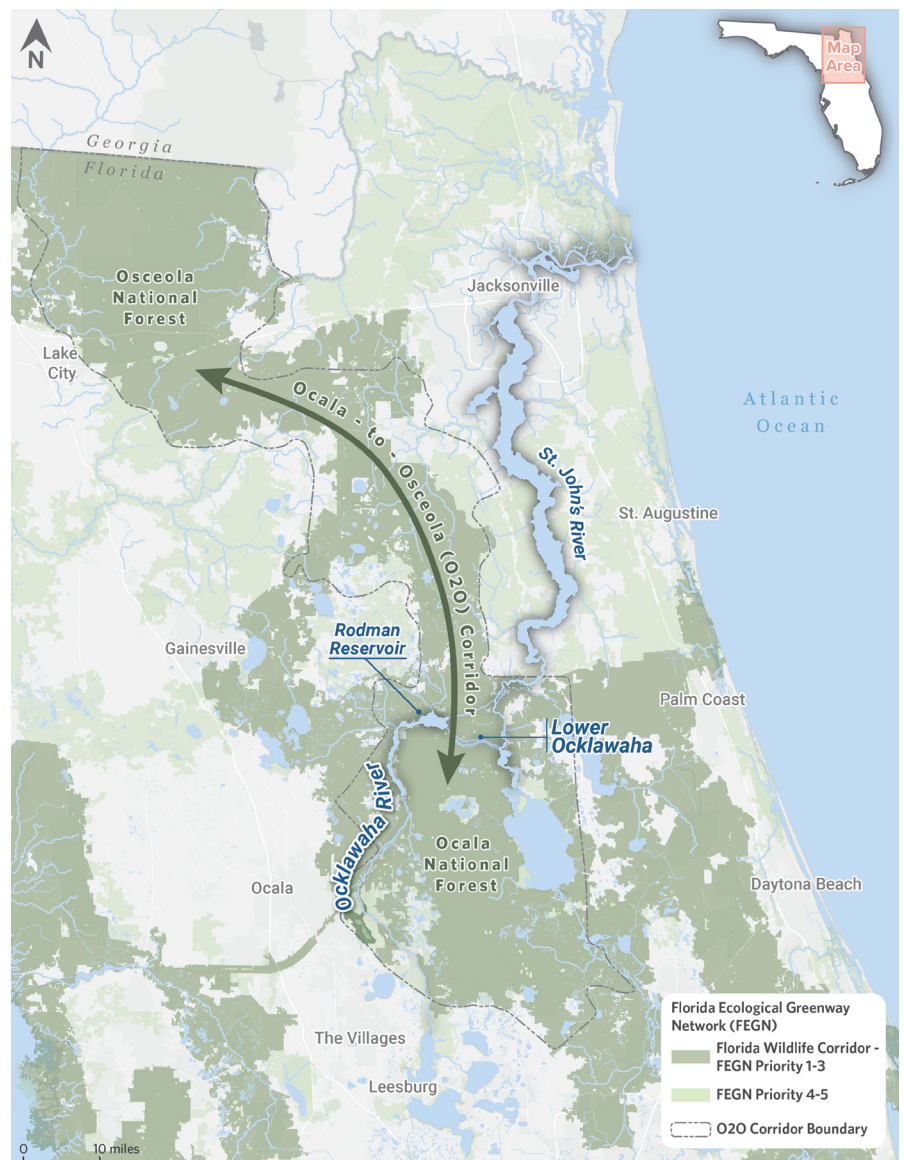 N
Map
Area
Georgia
Florida
Osceola
National
Forest
Jacksonville
Lake
City
Atlantic
Ocean
Ocala - to - Osceola (O2O) Corridor
St. John's River
St. Augustine
Rodman
Reservoir
Gainesville
Palm Coast
Lower
Ocklawaha
Ocklawaha River
Ocala
National
Forest
Ocala
Daytona Beach
The Villages
Leesburg
Florida Ecological Greenway
Network (FEGN)
Florida Wildlife Corridor -
FEGN Priority 1-3
FEGN Priority 4-5
O2O Corridor Boundary
0 10 miles